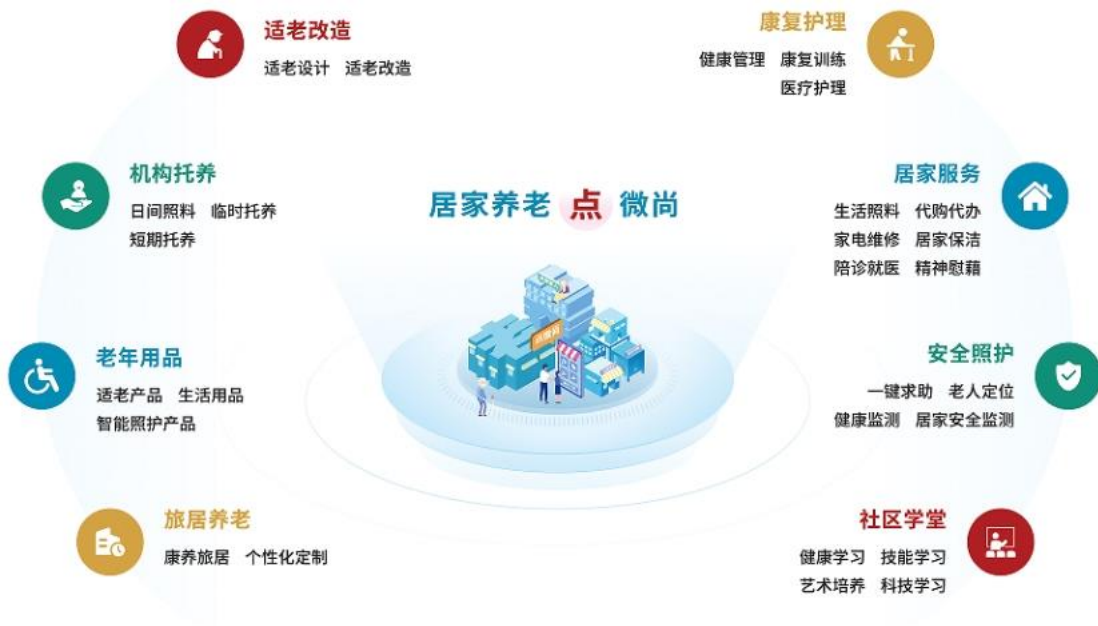 适老改造
适老设计 适老改造
康复护理
健康管理 康复训练
医疗护理
机构托养
日间照料 临时托养
短期托养
居家养老 点 微尚
居家服务
生活照料 代购代办
家电维修 居家保洁
陪诊就医 精神慰藉
老年用品
适老产品 生活用品
智能照护产品
安全照护
一键求助 老人定位
健康监测 居家安全监测
旅居养老
康养旅居 个性化定制
社区学堂
健康学习 技能学习
艺术培养 科技学习